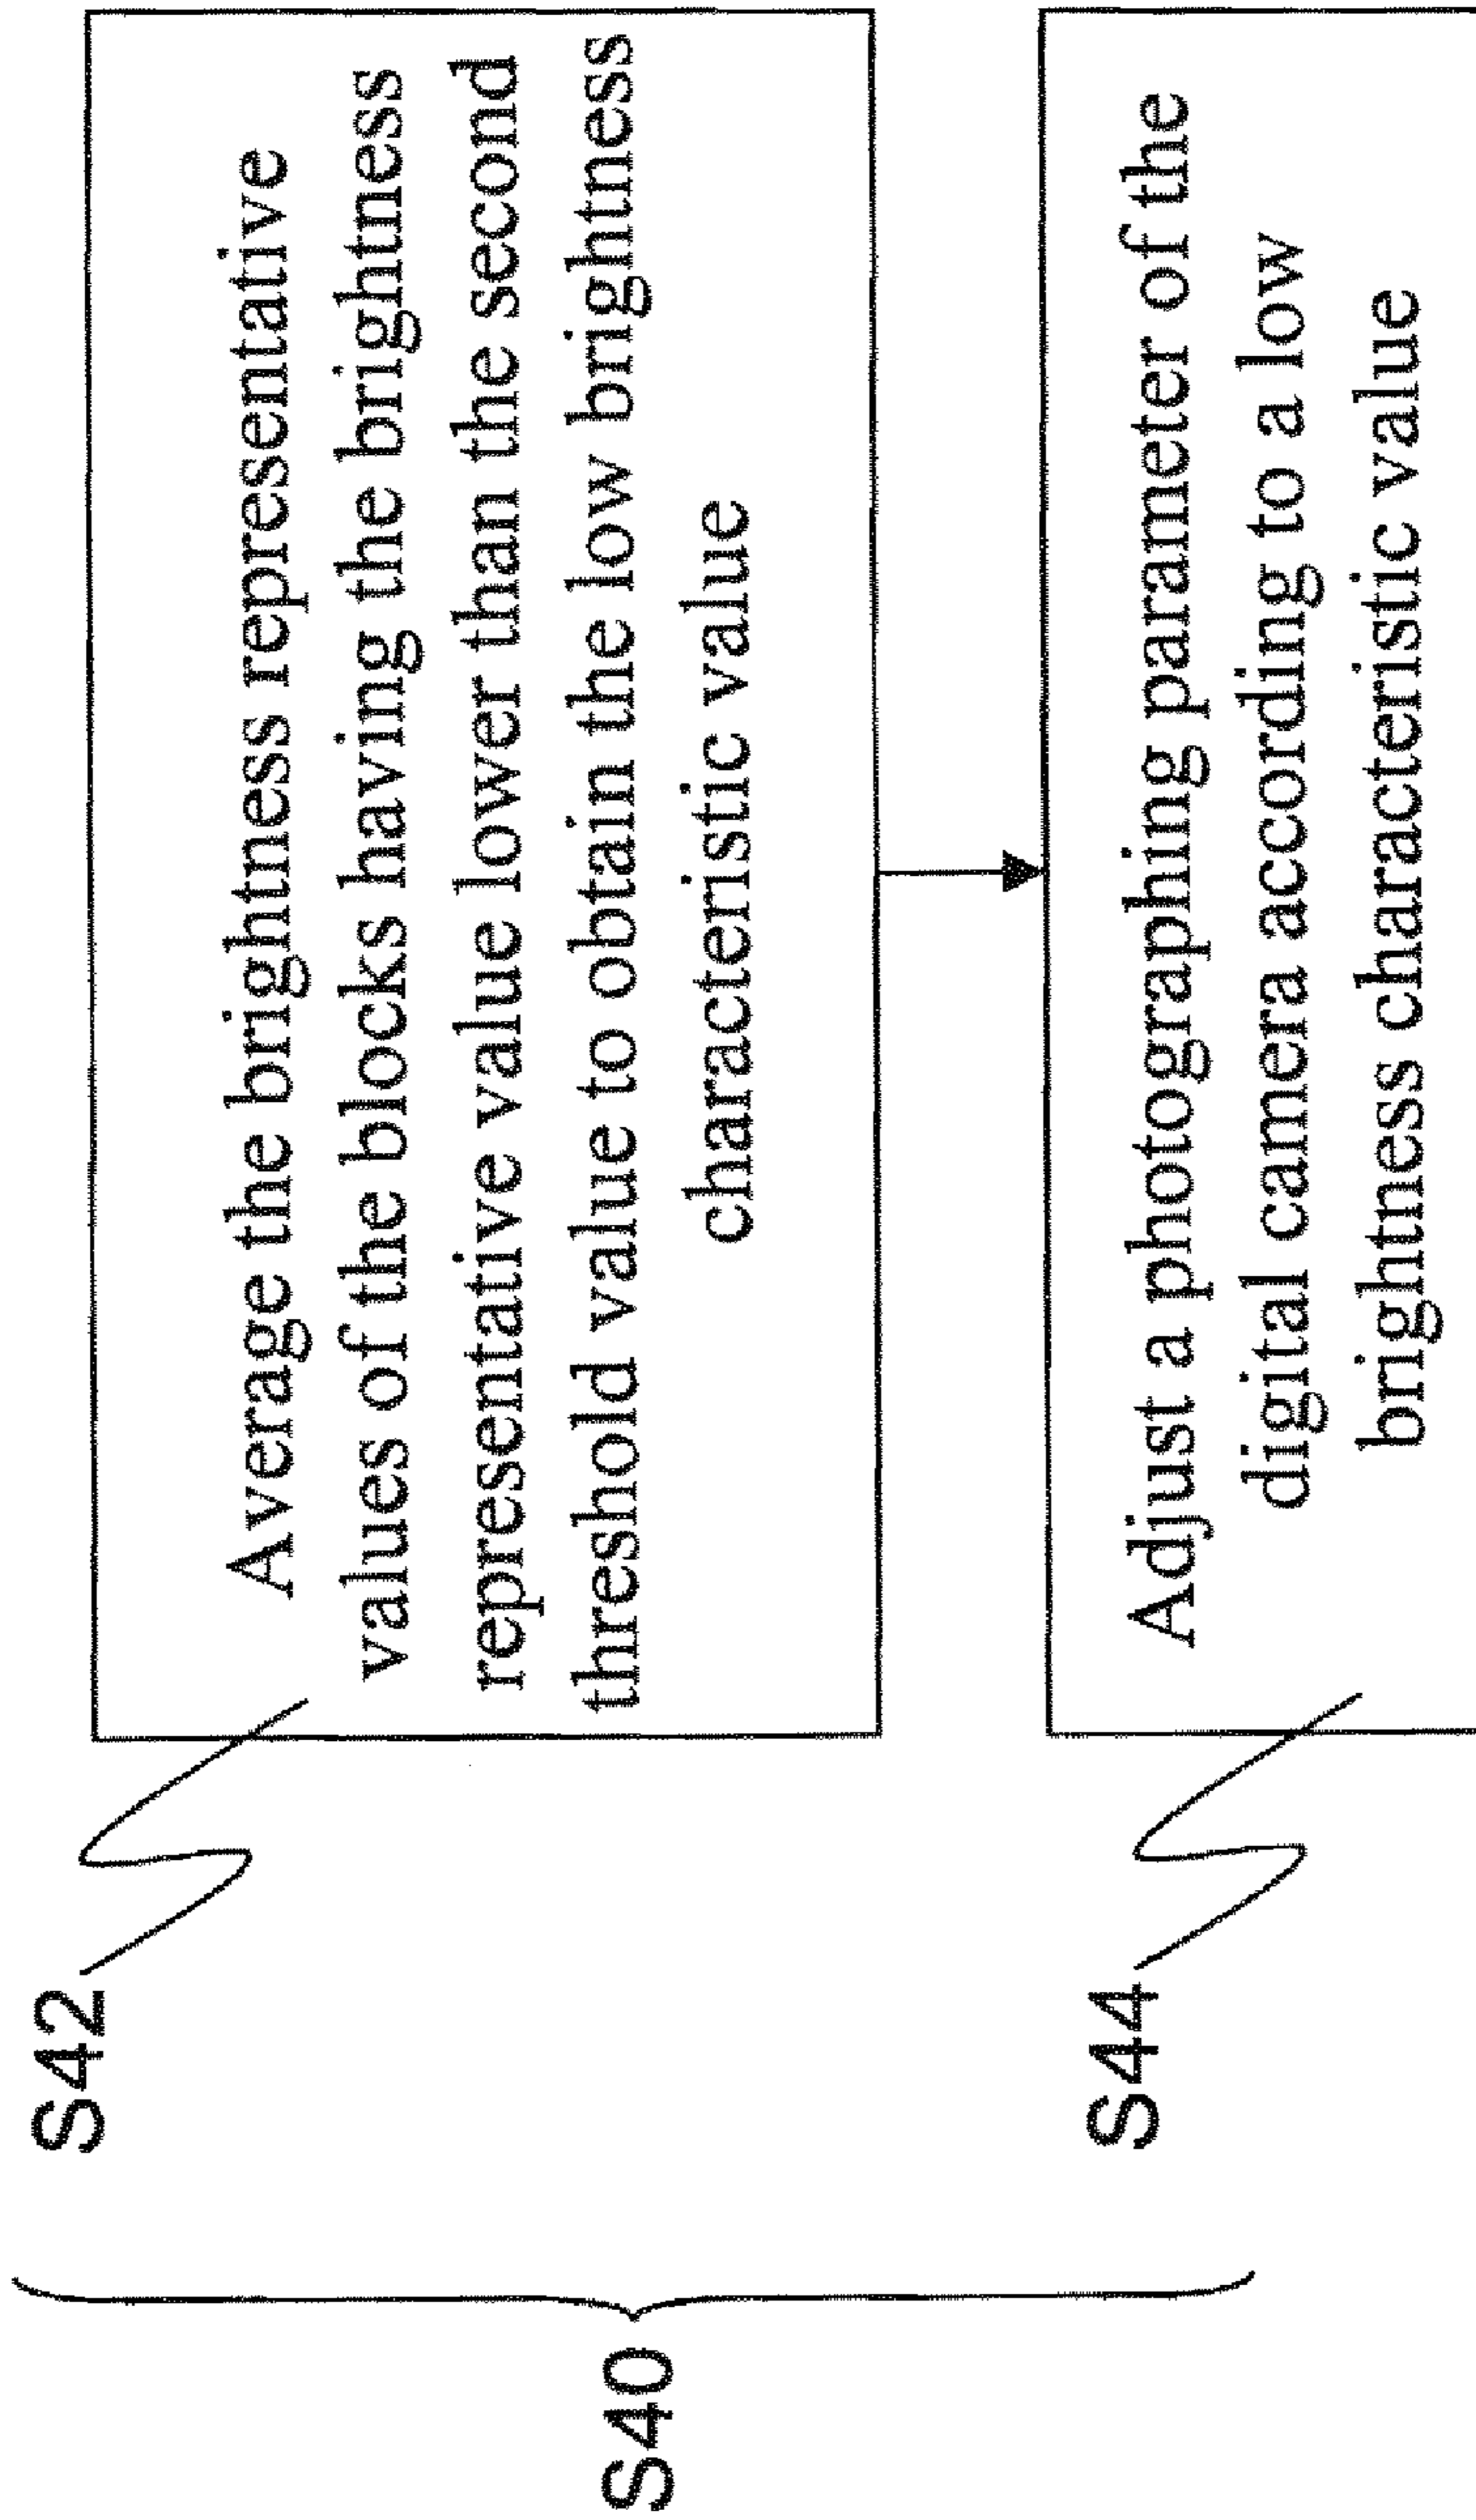 S40
S42
Average the brightness representative
values of the blocks having the brightness
representative value lower than the second
threshold value to obtain the low brightness
characteristic value
S44
Adjust a photographing parameter of the
digital camera according to a low
brightness characteristic value